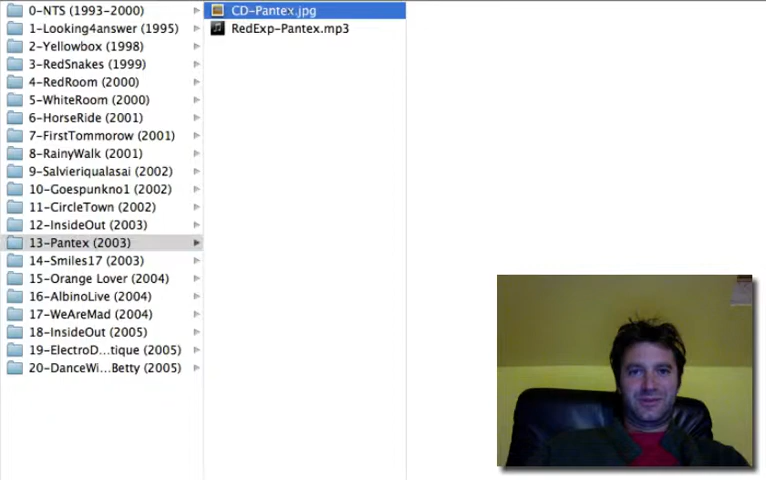 0-NTS (1993-2000)
1-Looking4answer (1995)
2-Yellowbox (1998)
3-RedSnakes (1999)
4-RedRoom (2000)
5-WhiteRoom (2000)
6-HorseRide (2001)
7-FirstTommorow (2001)
8-RainyWalk (2001)
9-Salvieriqualasai (2002)
10-Goespunkno1 (2002)
11-CircleTown (2002)
12-InsideOut (2003)
13-Pantex (2003)
14-Smiles17 (2003)
15-Orange Lover (2004)
16-AlbinoLive (2004)
17-WeAreMad (2004)
18-InsideOut (2005)
19-ElectroD...tique (2005)
20-DanceWi...Betty (2005)
CD-Pantex.jpg
RedExp-Pantex.mp3